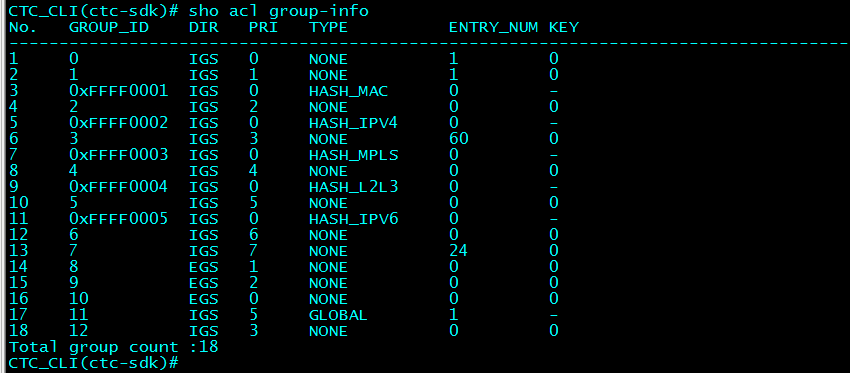 CTC_CLI(ctc-sdk)# sho acl group-info
No. GROUP_ID DIR PRI TYPE ENTRY_NUM KEY
--------------------------------------------------------------------------------
1 0 IGS 0 NONE 1 0
2 1 IGS 1 NONE 1 0
3 0xFFFF0001 IGS 0 HASH_MAC 0 -
4 2 IGS 2 NONE 0 0
5 0xFFFF0002 IGS 0 HASH_IPV4 0 -
6 3 IGS 3 NONE 60 0
7 0xFFFF0003 IGS 0 HASH_MPLS 0 -
8 4 IGS 4 NONE 0 0
9 0xFFFF0004 IGS 0 HASH_L2L3 0 -
10 5 IGS 5 NONE 0 0
11 0xFFFF0005 IGS 0 HASH_IPV6 0 -
12 6 IGS 6 NONE 0 0
13 7 IGS 7 NONE 24 0
14 8 EGS 1 NONE 0 0
15 9 EGS 2 NONE 0 0
16 10 EGS 0 NONE 0 0
17 11 IGS 5 GLOBAL 1 -
18 12 IGS 3 NONE 0 0
Total group count :18
CTC_CLI(ctc-sdk)#